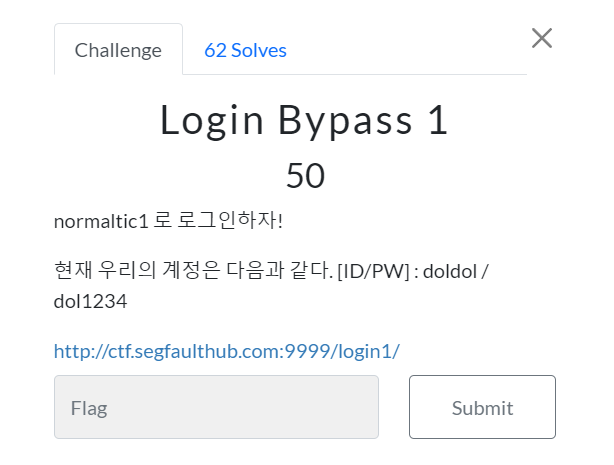 Challenge
62 Solves
Login Bypass 1
50
normaltic1 로 로그인하자!
현재 우리의 계정은 다음과 같다. [ID/PW] : doldol /
dol1234
http://ctf.segfaulthub.com:9999/login1/
Flag
Submit